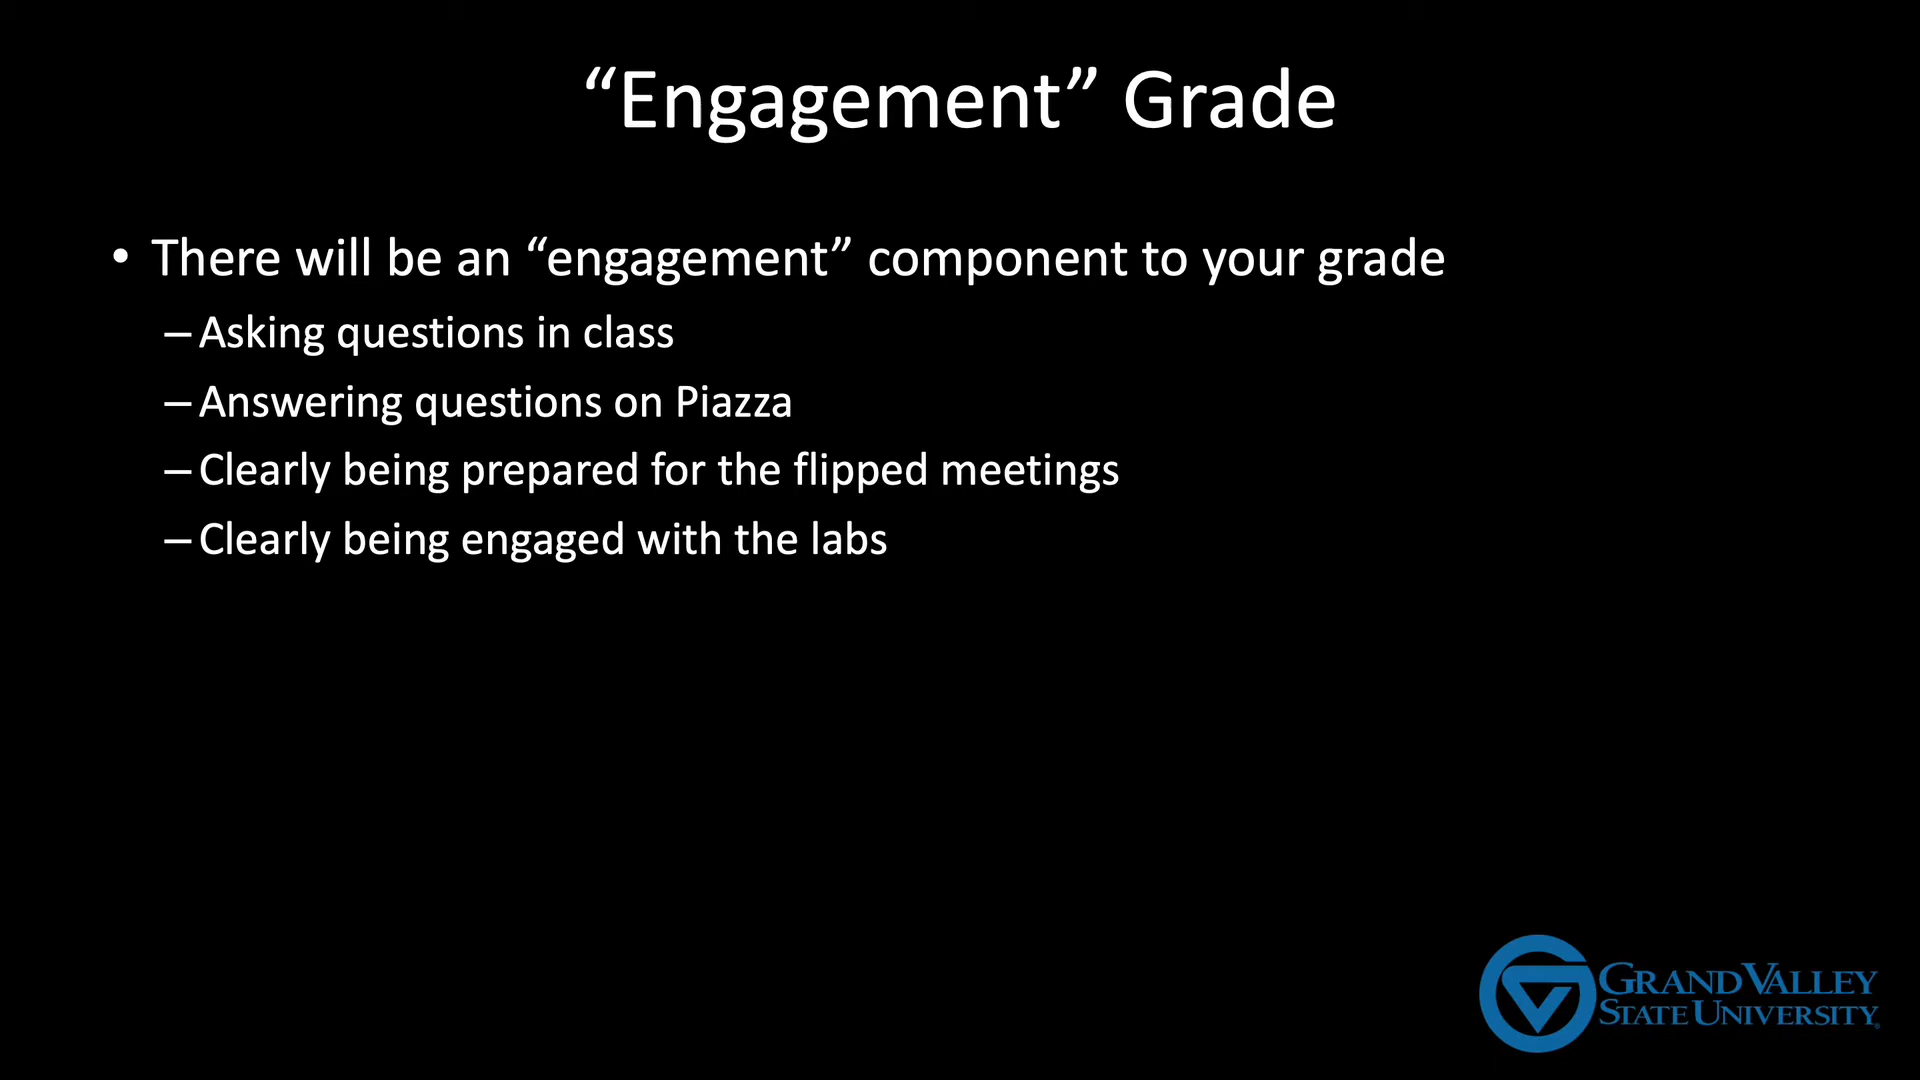 “Engagement” Grade
• There will be an “engagement” component to your grade
– Asking questions in class
– Answering questions on Piazza
– Clearly being prepared for the flipped meetings
– Clearly being engaged with the labs
GRAND VALLEY
STATE UNIVERSITY®